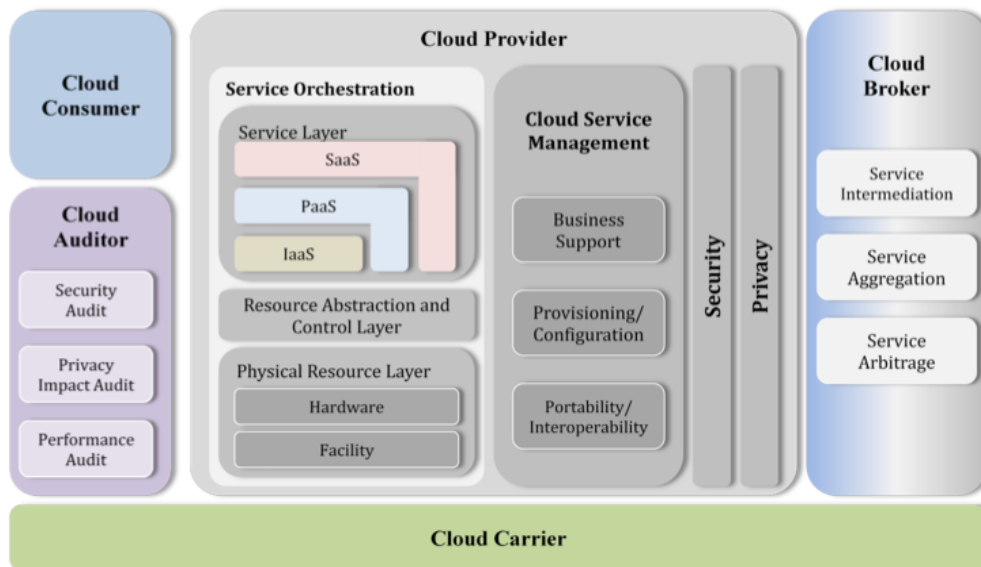 Cloud
Consumer
Cloud
Auditor
Security
Audit
Privacy
Impact Audit
Performance
Audit
Cloud Provider
Service Orchestration
Service Layer
SaaS
PaaS
IaaS
Resource Abstraction and
Control Layer
Physical Resource Layer
Hardware
Facility
Cloud Service
Management
Business
Support
Provisioning/
Configuration
Portability/
Interoperability
Security
Privacy
Cloud
Broker
Service
Intermediation
Service
Aggregation
Service
Arbitrage
Cloud Carrier